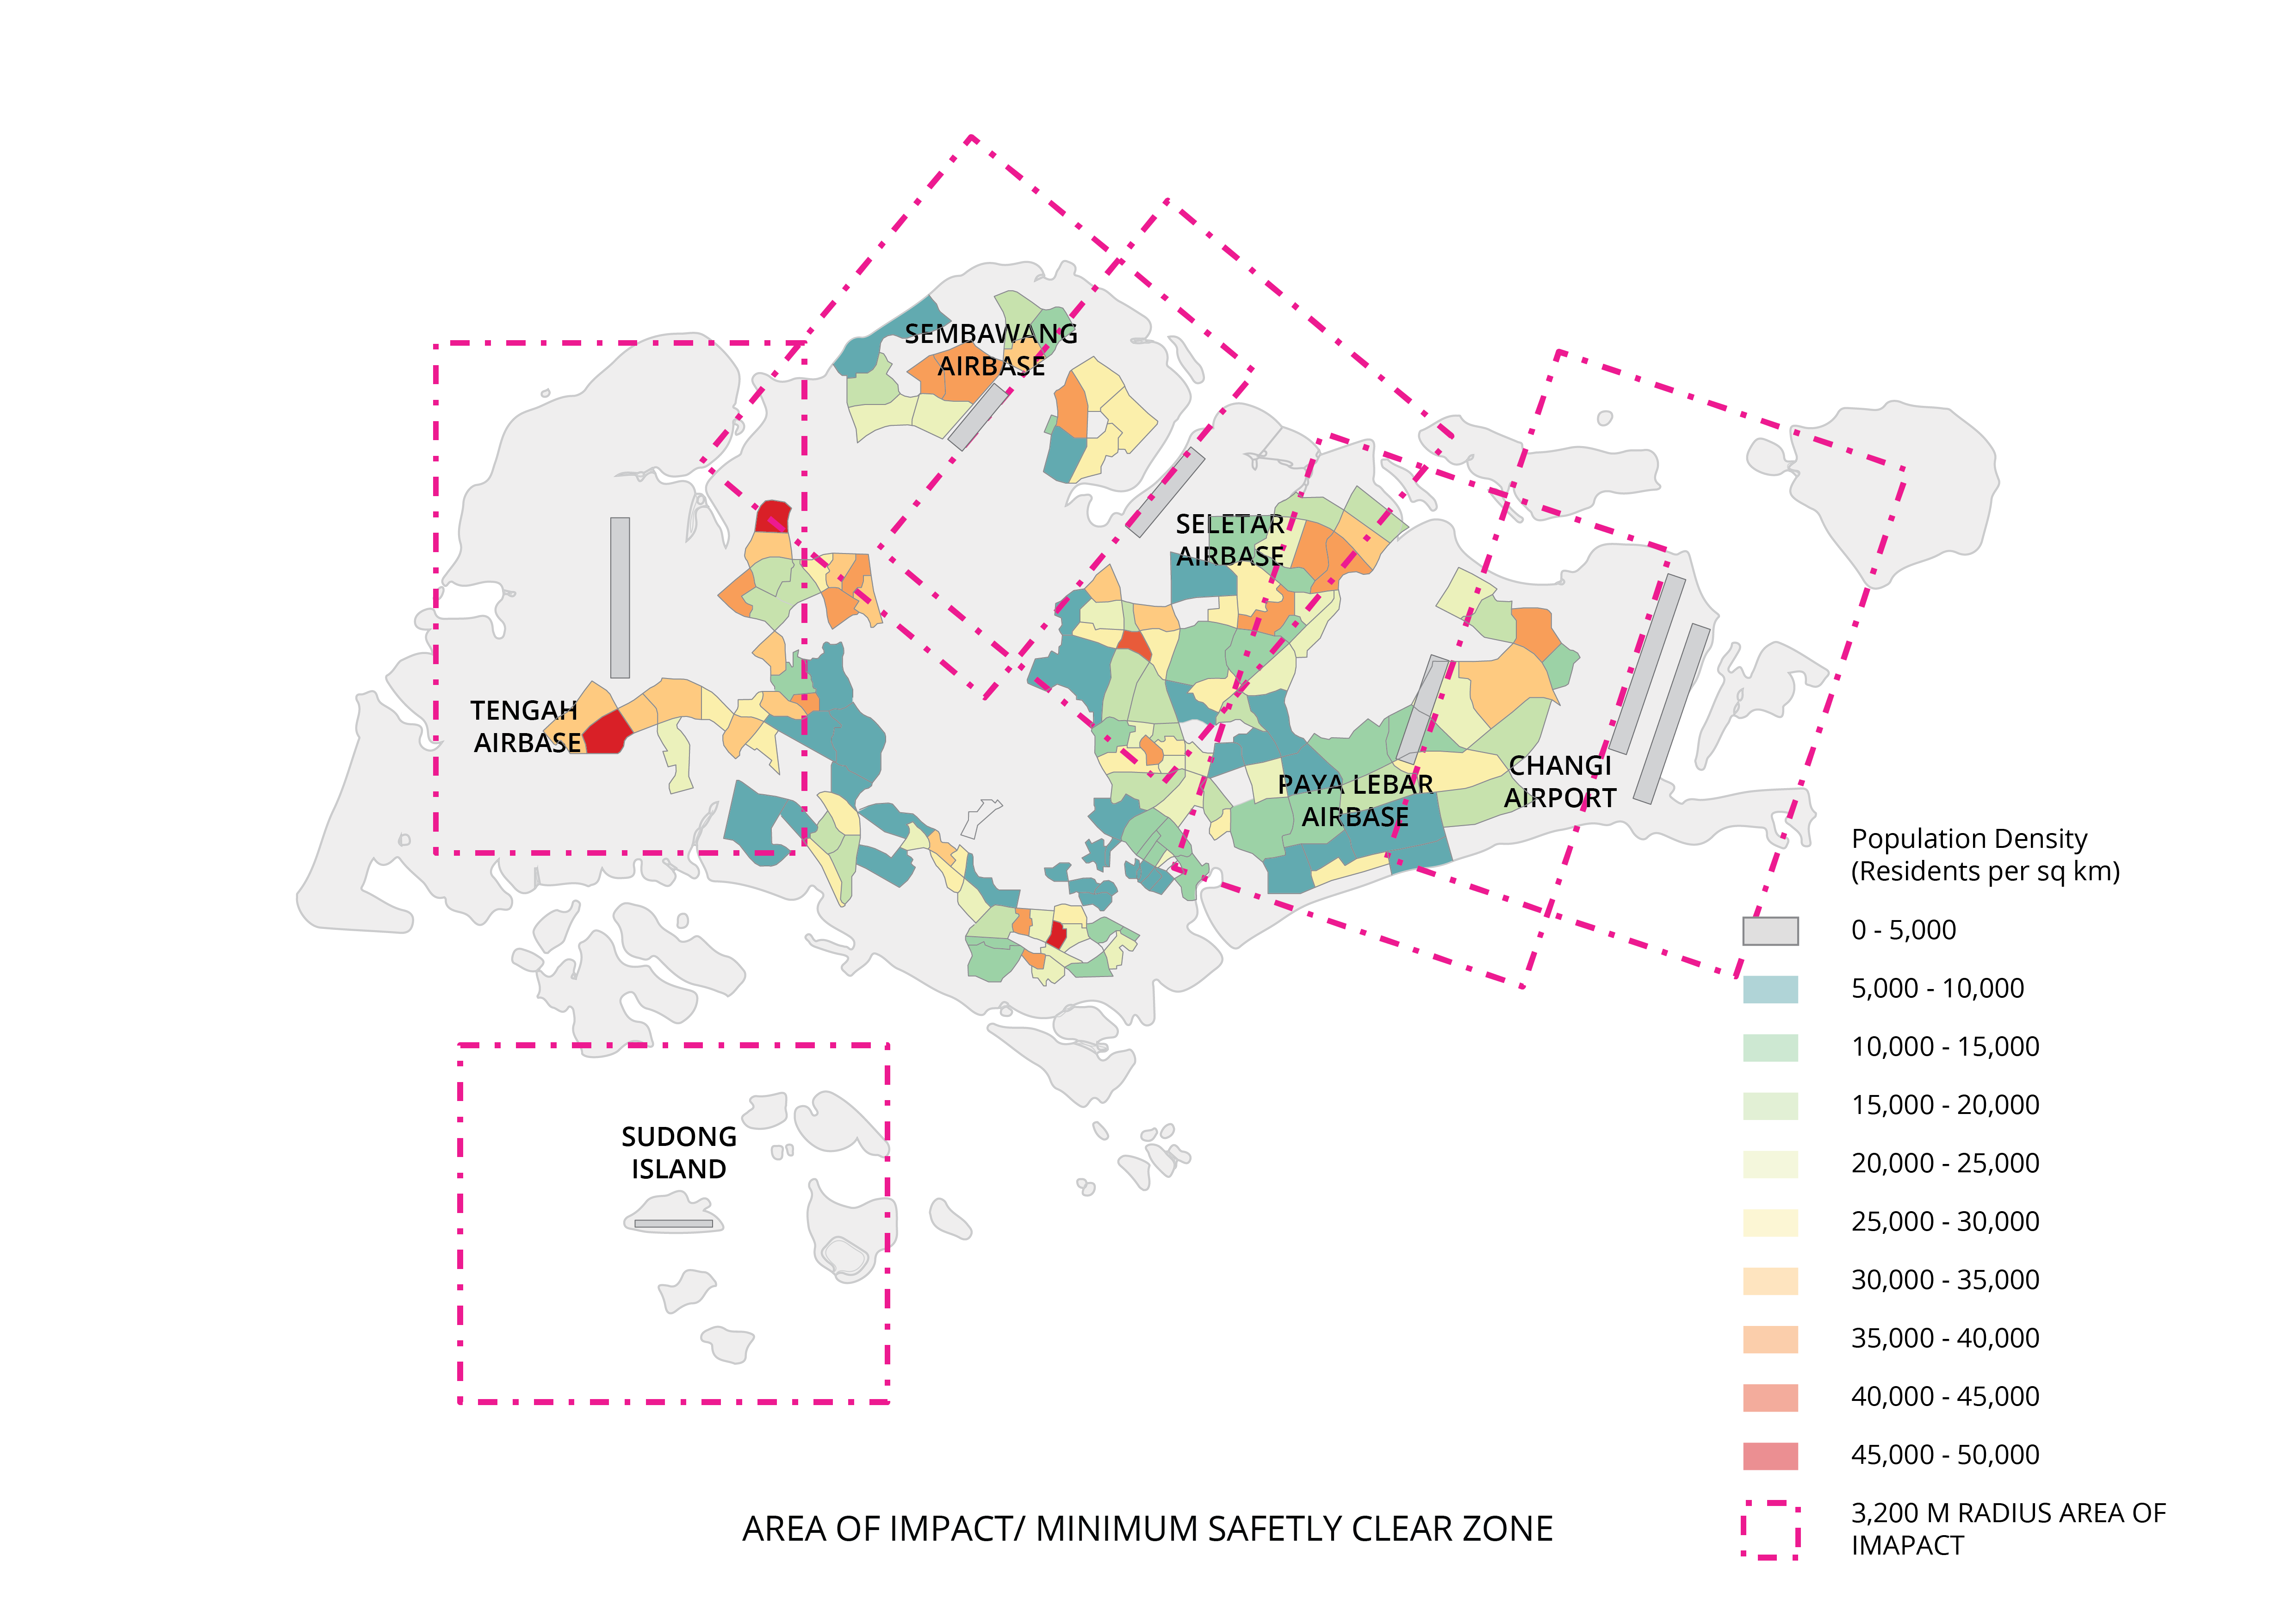 SEMBAWANG
AIRBASE
SELETAR
AIRBASE
TENGAH
AIRBASE
PAYA LEBAR
AIRBASE
CHANGI
AIRPORT
SUDONG
ISLAND
Population Density
(Residents per sq km)
0 - 5,000
5,000 - 10,000
10,000 - 15,000
15,000 - 20,000
20,000 - 25,000
25,000 - 30,000
30,000 - 35,000
35,000 - 40,000
40,000 - 45,000
45,000 - 50,000
3,200 M RADIUS AREA OF
IMAPACT
AREA OF IMPACT/ MINIMUM SAFETLY CLEAR ZONE